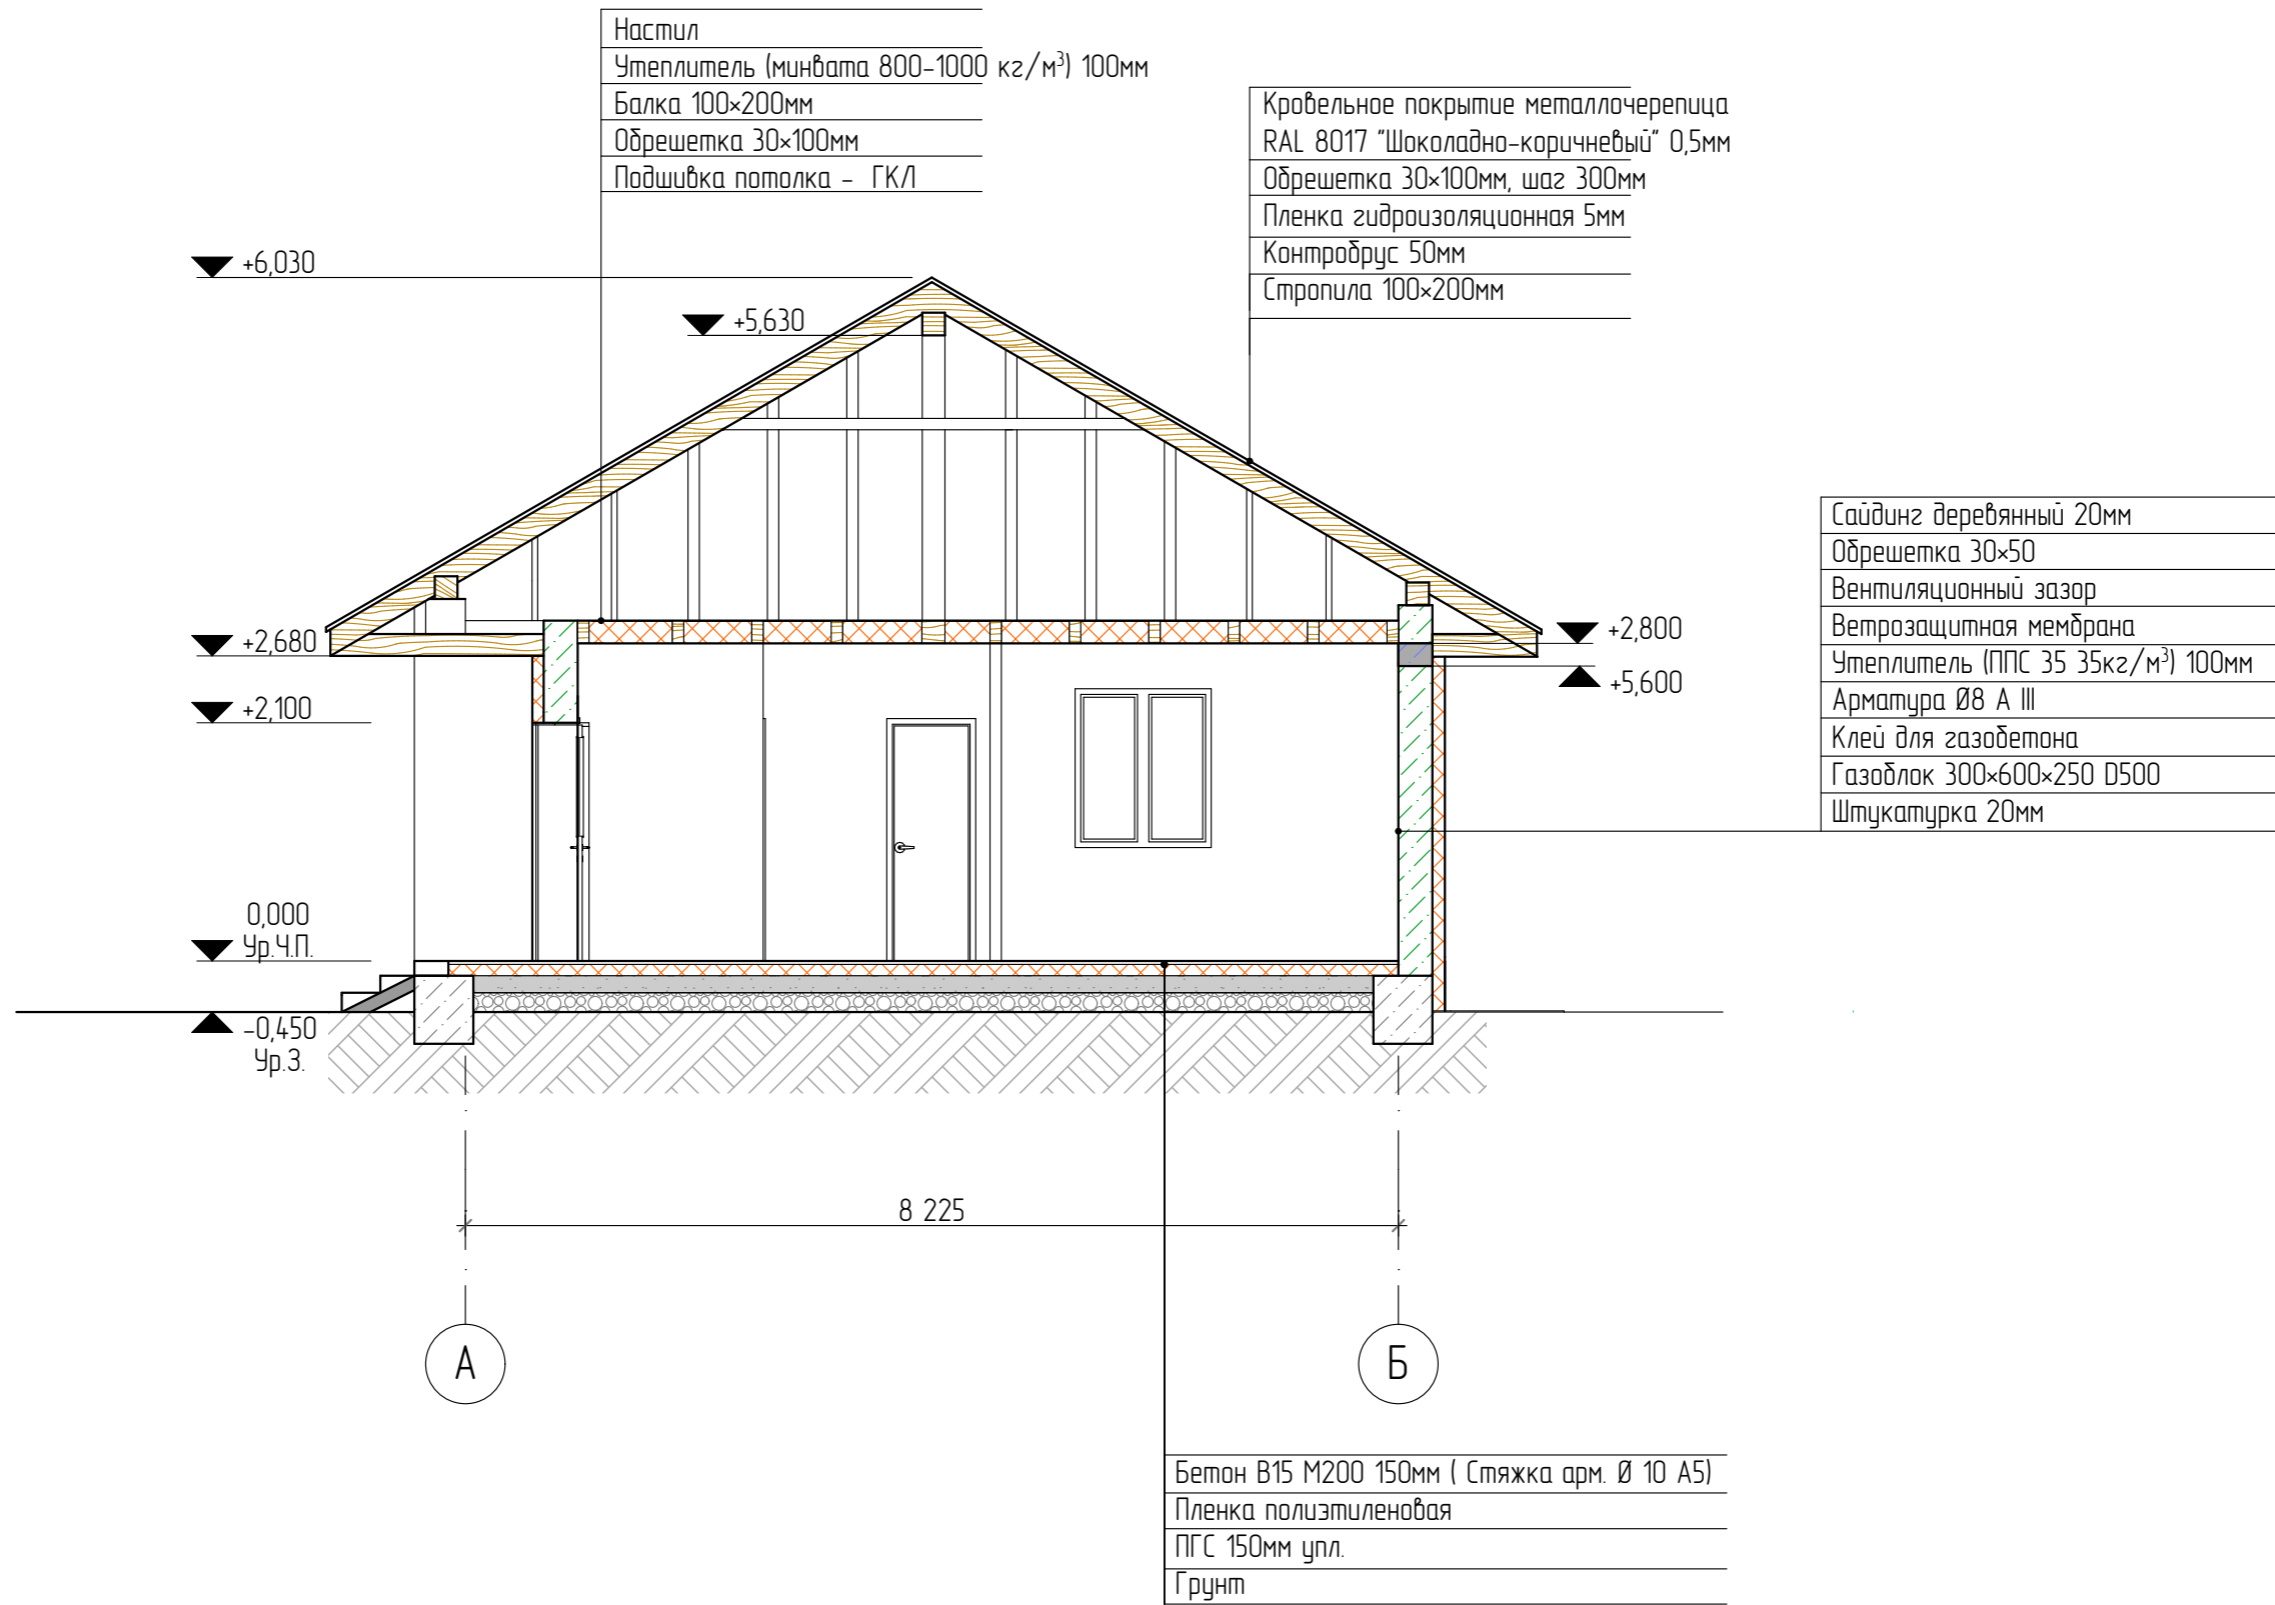 Настил
Утеплитель (минвата 800-1000 кг/м³) 100мм
Балка 100×200мм
Обрешетка 30×100мм
Подшивка потолка - ГКЛ
Кровельное покрытие металлочерепица
RAL 8017 "Шоколадно-коричневый" 0,5мм
Обрешетка 30×100мм, шаг 300мм
Пленка гидроизоляционная 5мм
Контробрус 50мм
Стропила 100×200мм
+6,030
+5,630
Сайдинг деревянный 20мм
Обрешетка 30×50
Вентиляционный зазор
Ветрозащитная мембрана
Утеплитель (ППС 35 35кг/м³) 100мм
Арматура Ø8 А III
Клей для газобетона
Газоблок 300×600×250 D500
Штукатурка 20мм
+2,680
+2,800
+5,600
+2,100
0,000
Ур.Ч.П.
-0,450
Ур.З.
8 225
А
Б
Бетон В15 М200 150мм ( Стяжка арм. Ø 10 А5)
Пленка полиэтиленовая
ПГС 150мм упл.
Грунт